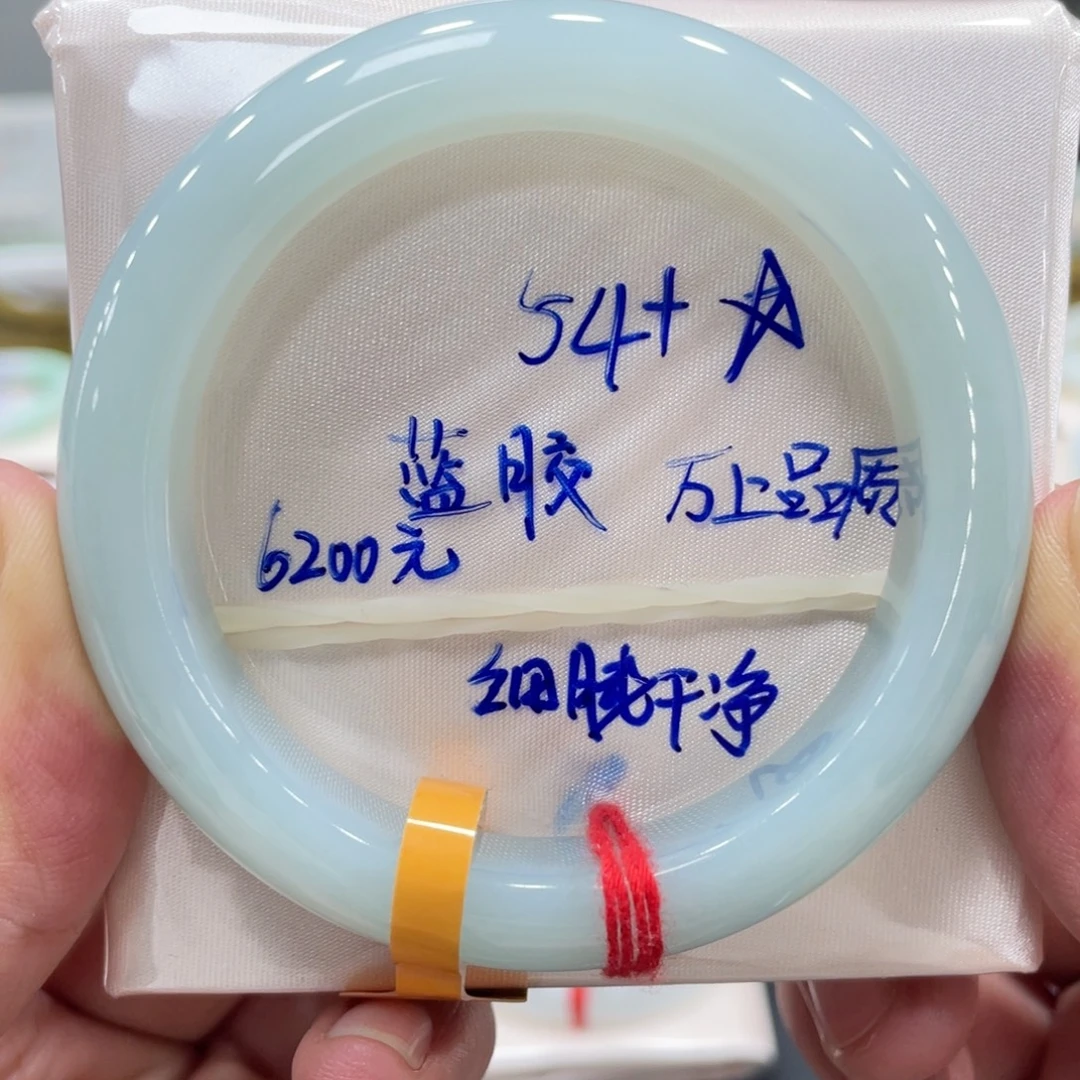 54+ ☆
蓝胶 万上品质
6200元
细腻干净